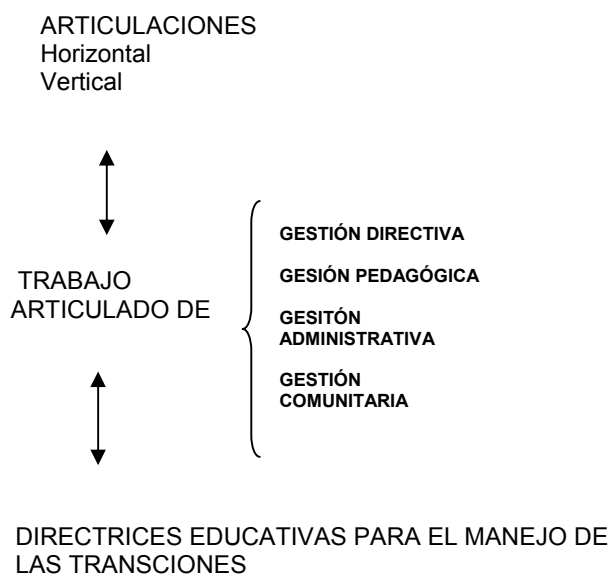 ARTICULACIONES
Horizontal
Vertical
TRABAJO
ARTICULADO DE
GESTIÓN DIRECTIVA
GESIÓN PEDAGÓGICA
GESITÓN
ADMINISTRATIVA
GESTIÓN
COMUNITARIA
DIRECTRICES EDUCATIVAS PARA EL MANEJO DE
LAS TRANSCIONES